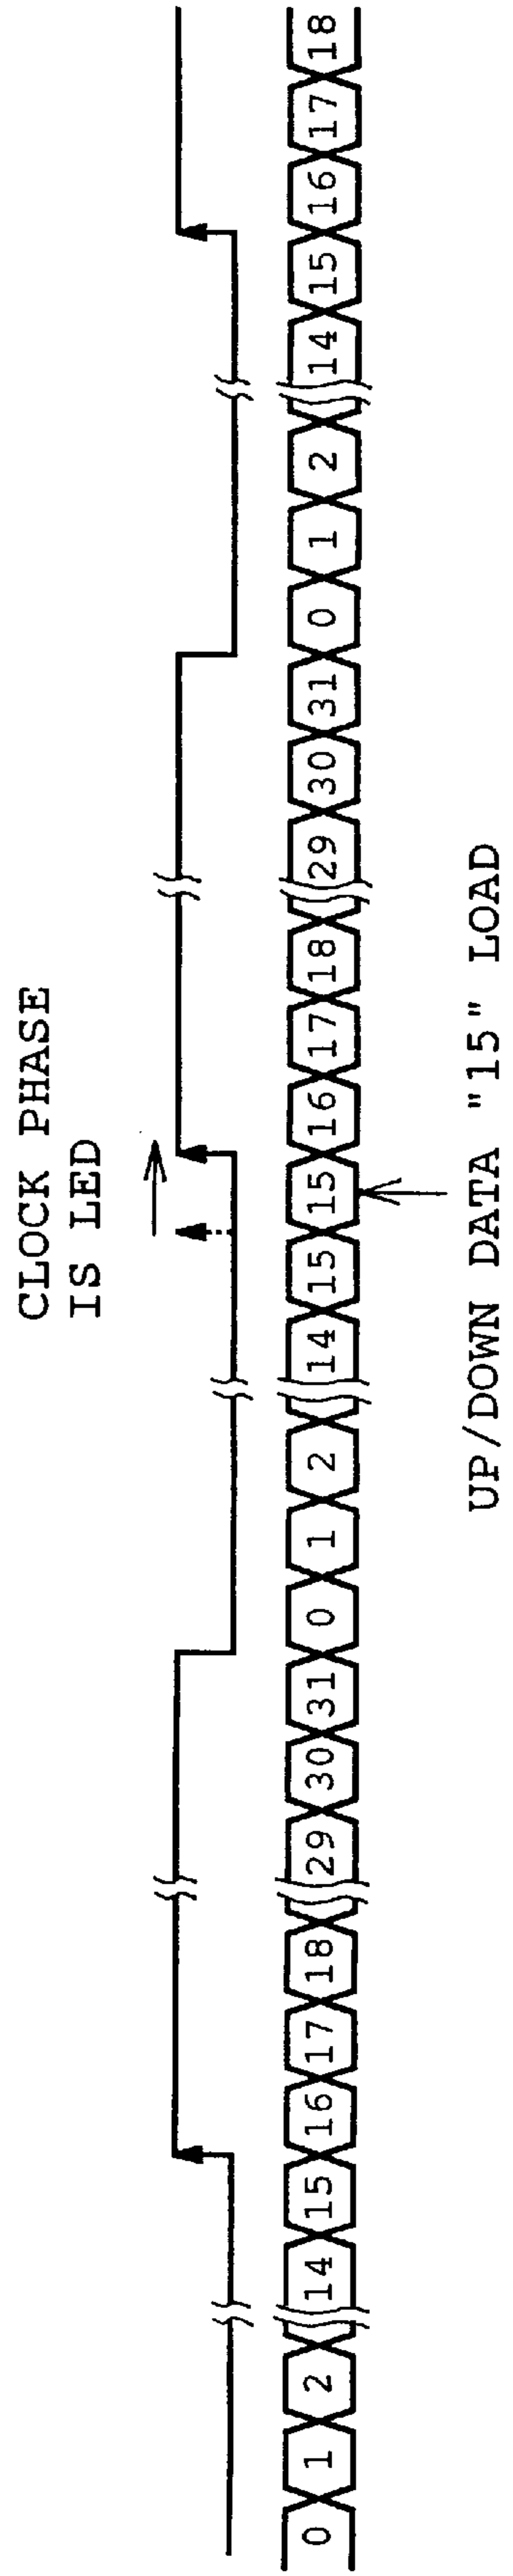 CLOCK PHASE
IS LED
0 1 2 14 15 16 17 18 29 30 31 0 1 2 14 15 15 16 17 18 29 30 31 0 1 2 14 15 16 17 18
UP/DOWN DATA "15" LOAD